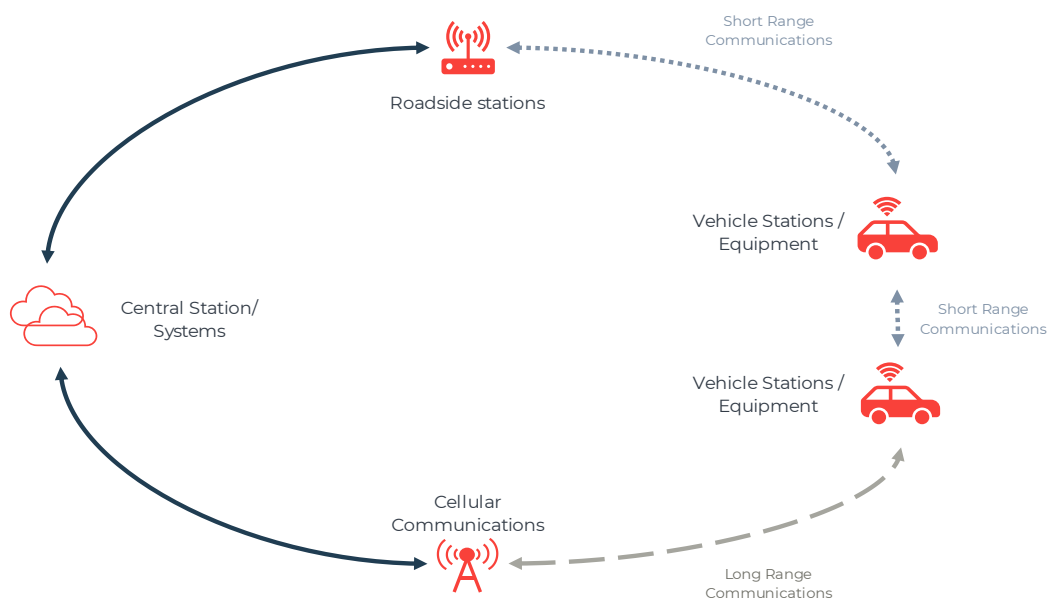 Short Range
Communications
Roadside stations
Vehicle Stations /
Equipment
Central Station/
Systems
Short Range
Communications
Vehicle Stations /
Equipment
Cellular
Communications
Long Range
Communications